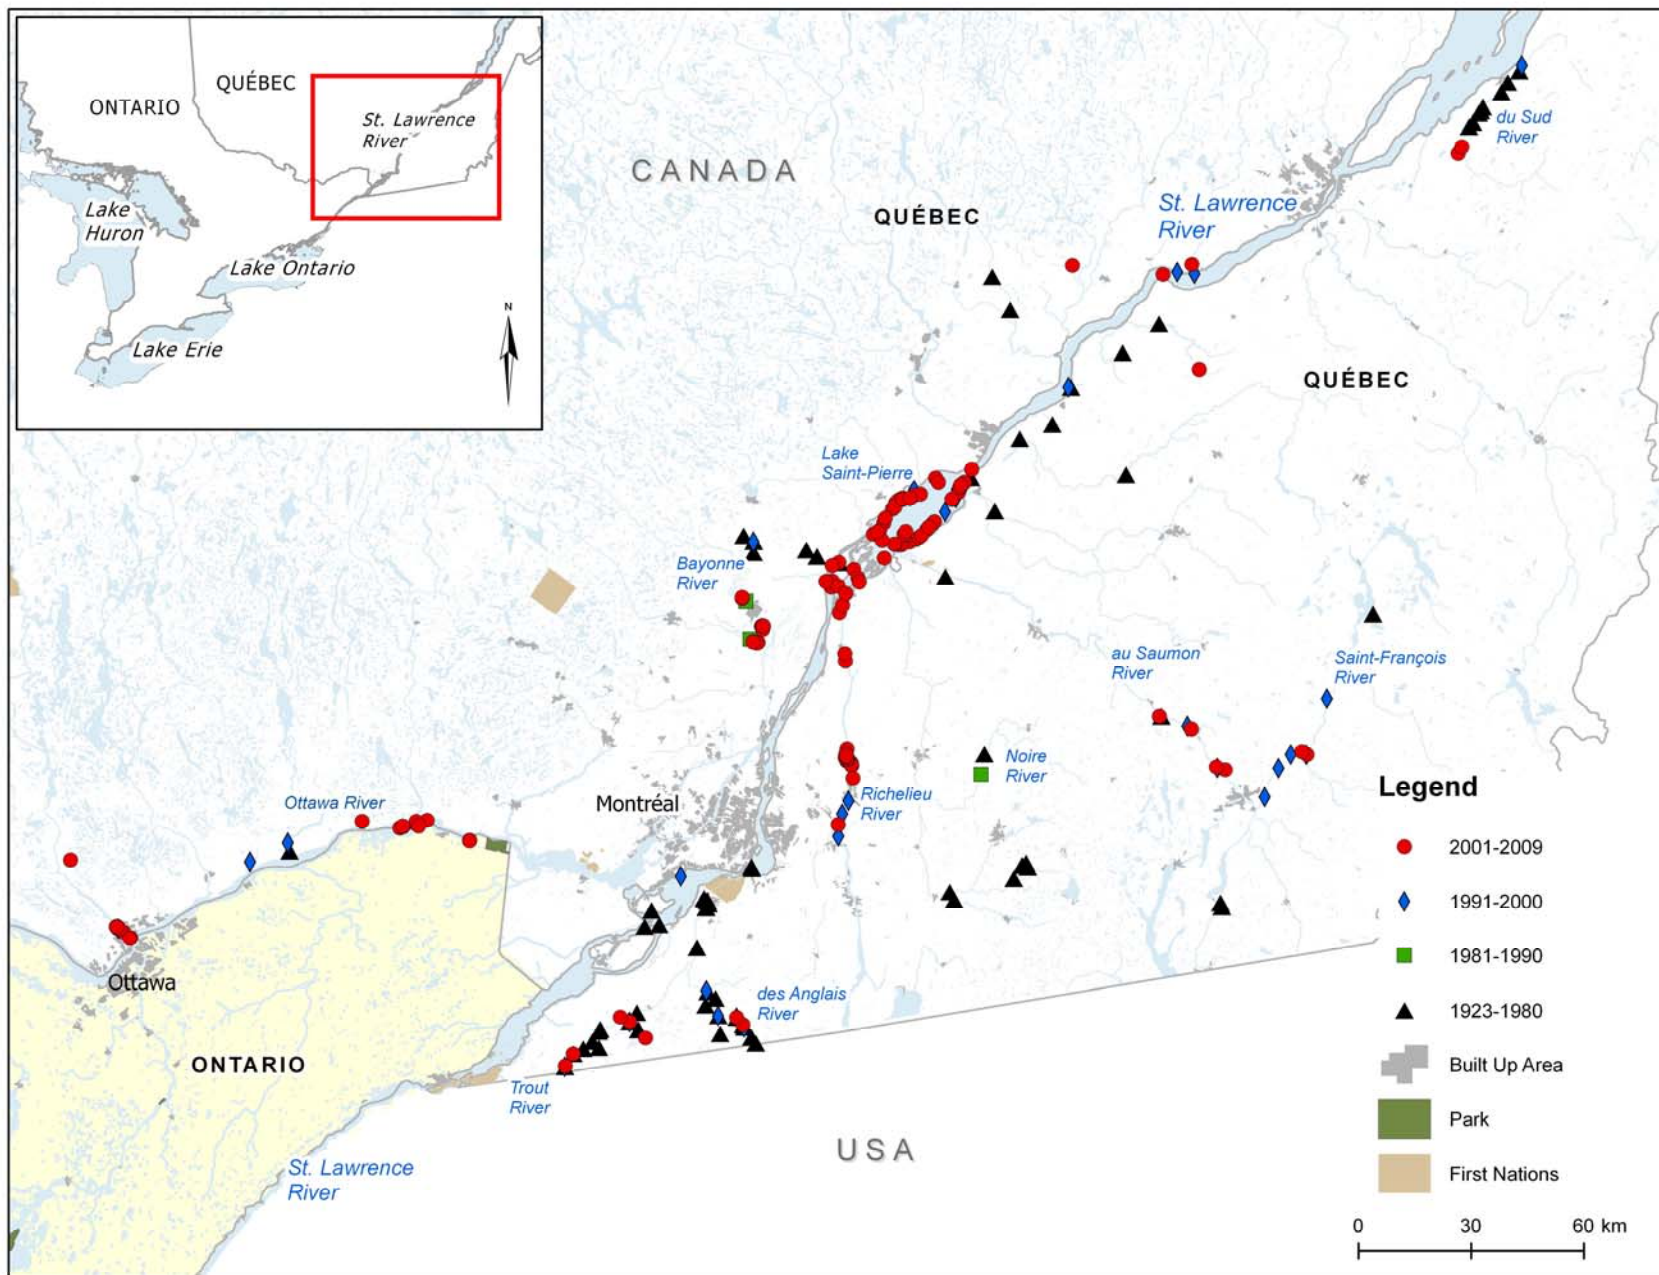 QUÉBEC
ONTARIO
St. Lawrence
River
Lake
Huron
Lake Ontario
Lake Erie
N
CANADA
QUÉBEC
St. Lawrence
River
du Sud
River
QUÉBEC
Lake
Saint-Pierre
Bayonne
River
au Saumon
River
Saint-François
River
Noire
River
Richelieu
River
Montréal
Ottawa River
Ottawa
des Anglais
River
ONTARIO
Trout
River
St. Lawrence
River
USA
Legend
2001-2009
1991-2000
1981-1990
1923-1980
Built Up Area
Park
First Nations
0 30 60 km